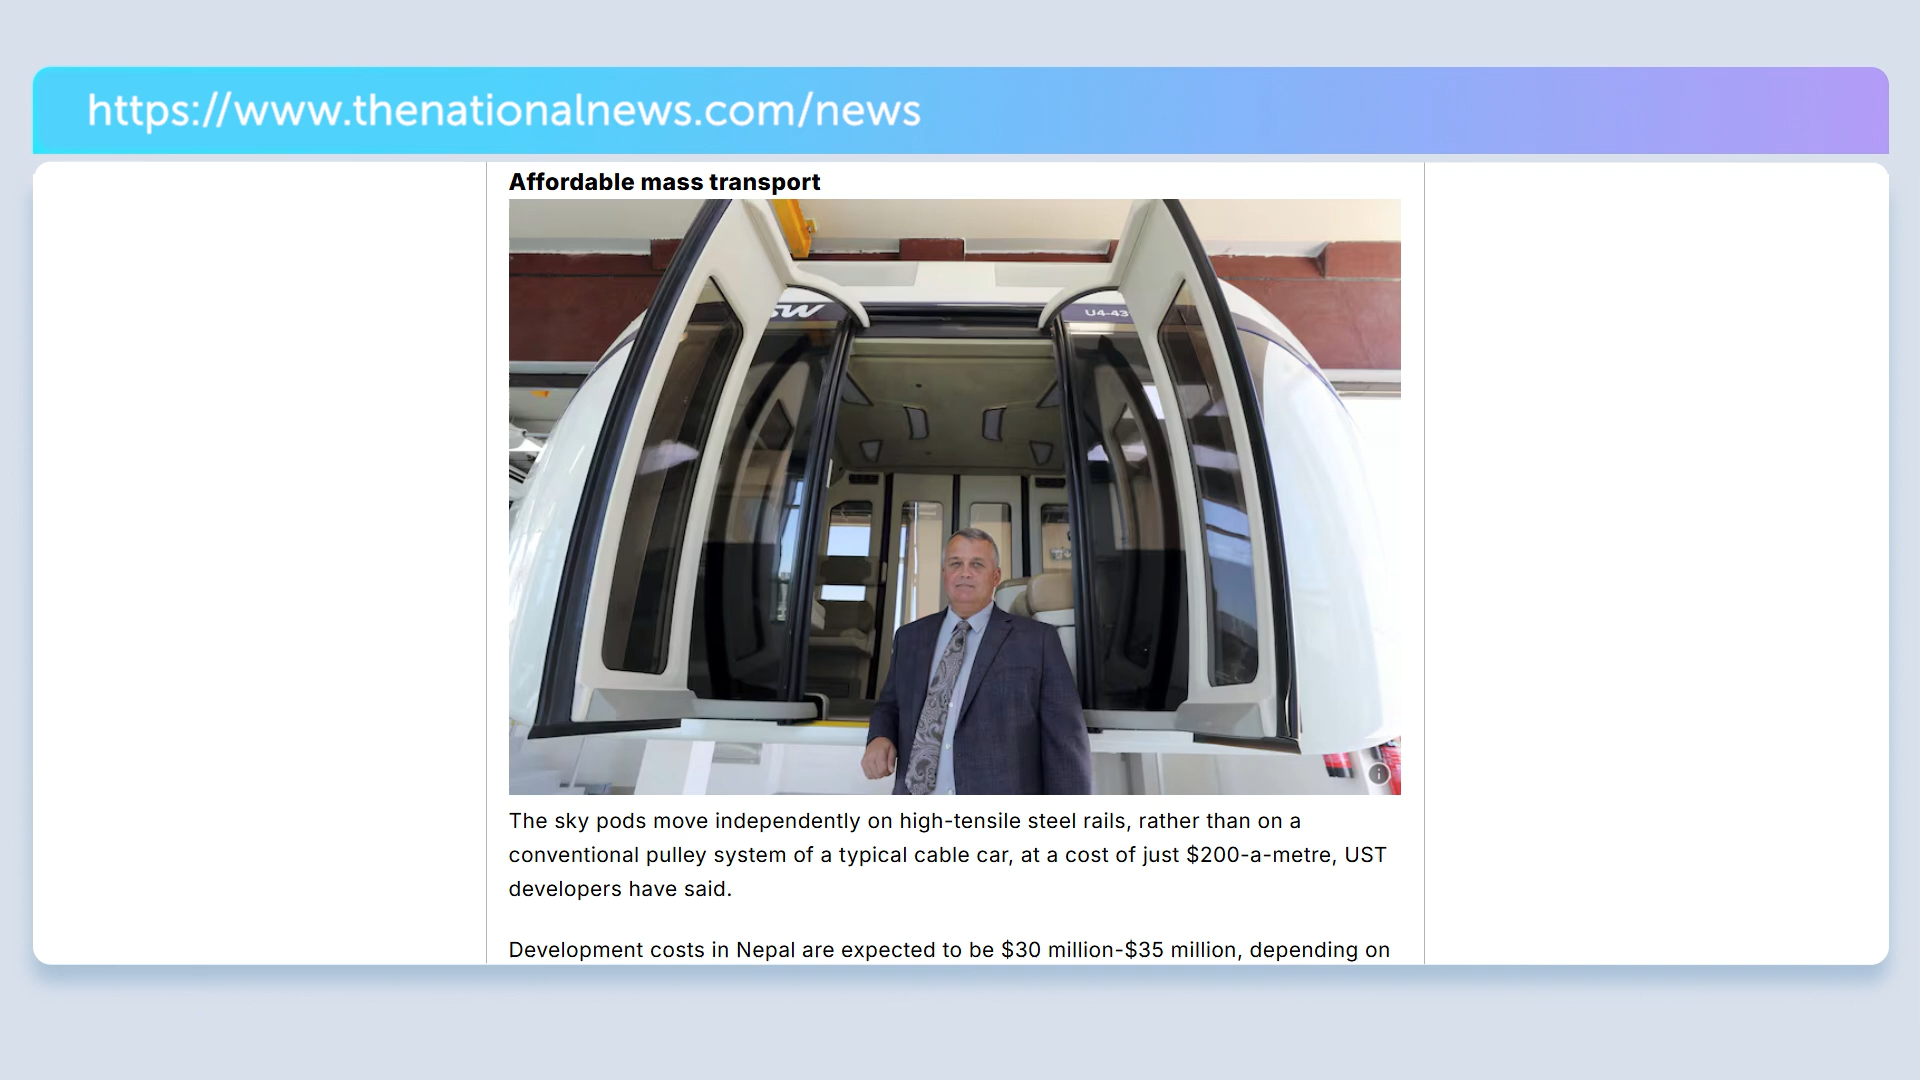 https://www.thenationalnews.com/news
Affordable mass transport
U4-43
The sky pods move independently on high-tensile steel rails, rather than on a
conventional pulley system of a typical cable car, at a cost of just $200-a-metre, UST
developers have said.
Development costs in Nepal are expected to be $30 million-$35 million, depending on